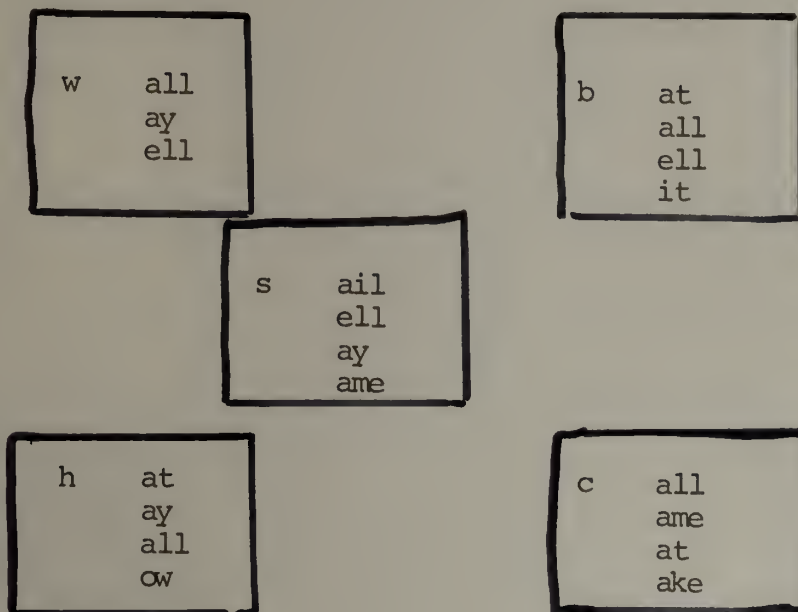 w all
ay
ell
b at
all
ell
it
s ail
ell
ay
ame
h at
ay
all
ow
c all
ame
at
ake